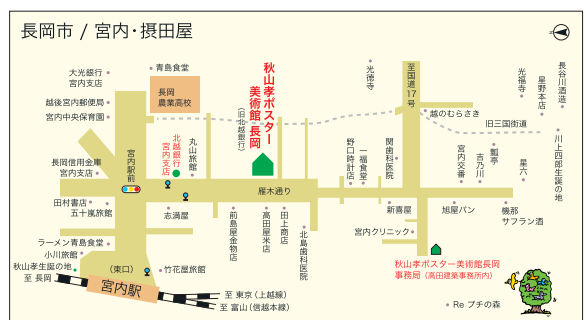 長岡市 / 宮内・摂田屋
大光銀行
宮内支店
青島食堂
長岡
農業高校
越後宮内郵便局
宮内中央保育園
長岡信用金庫
宮内支店
宮内駅前
北越銀行
宮内支店
丸山旅館
(旧北越銀行)
秋山孝ポスター
美術館長岡
光徳寺
至国道17号
越のむらさき
旧三国街道
光福寺
星野本店
長谷川酒造
川上四郎生誕の地
野口時計店
一福食堂
関歯科医院
宮内交番
吉乃川
瓢亭
星六
雁木通り
田村書店
五十嵐旅館
志満屋
前島屋金物店
高田屋米店
田上商店
北島歯科医院
新喜屋
旭屋パン
機那
サフラン酒
宮内クリニック
ラーメン青島食堂
小川旅館
秋山孝生誕の地
至 長岡
(東口)
竹花屋旅館
宮内駅
至 東京(上越線)
至 富山(信越本線)
秋山孝ポスター美術館長岡
事務局(高田建築事務所内)
Re プチの森